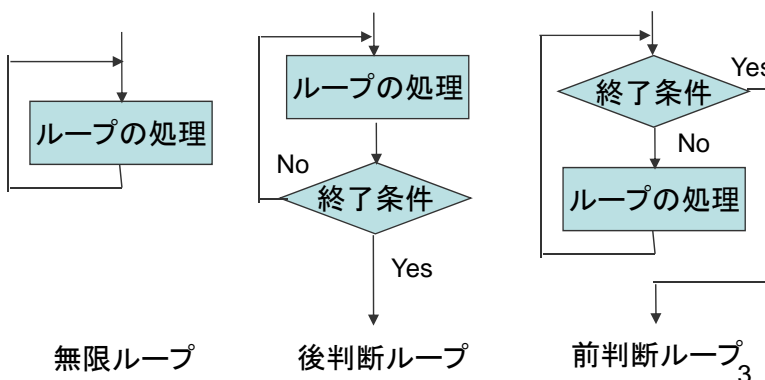 ループの処理
無限ループ
ループの処理
No
終了条件
Yes
後判断ループ
終了条件
Yes
No
ループの処理
前判断ループ
3